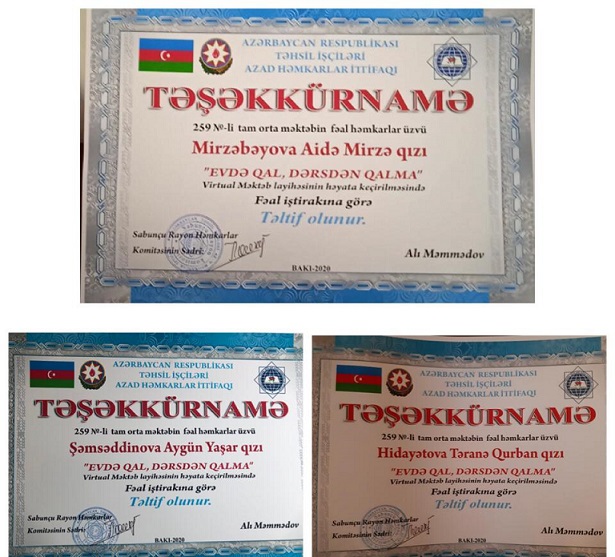 AZƏRBAYCAN RESPUBLİKASI
TƏHSİL İŞÇİLƏRİ
AZAD HƏMKARLAR İTTİFAQI
TƏŞƏKKÜRNAMƏ
259 №-li tam orta məktəbin fəal həmkarlar üzvü
Mirzəbəyova Aidə Mirzə qızı
"EVDƏ QAL, DƏRSDƏN QALMA"
Virtual Məktəb layihəsinin həyata keçirilməsində
Fəal iştirakına görə
Təltif olunur.
Sabunçu Rayon Həmkarlar
Komitəsinin Sədri:
Alı Məmmədov
BAKI-2020
AZƏRBAYCAN RESPUBLİKASI
TƏHSİL İŞÇİLƏRİ
AZAD HƏMKARLAR İTTİFAQI
TƏŞƏKKÜRNAMƏ
259 №-li tam orta məktəbin fəal həmkarlar üzvü
Şəmsəddinova Aygün Yaşar qızı
"EVDƏ QAL, DƏRSDƏN QALMA"
Virtual Məktəb layihəsinin həyata keçirilməsində
Fəal iştirakına görə
Təltif olunur.
Sabunçu Rayon Həmkarlar
Komitəsinin Sədri:
Alı Məmmədov
BAKI-2020
AZƏRBAYCAN RESPUBLİKASI
TƏHSİL İŞÇİLƏRİ
AZAD HƏMKARLAR İTTİFAQI
TƏŞƏKKÜRNAMƏ
259 №-li tam orta məktəbin fəal həmkarlar üzvü
Hidayətova Təranə Qurban qızı
"EVDƏ QAL, DƏRSDƏN QALMA"
Virtual Məktəb layihəsinin həyata keçirilməsində
Fəal iştirakına görə
Təltif olunur.
Sabunçu Rayon Həmkarlar
Komitəsinin Sədri:
Alı Məmmədov
BAKI-2020